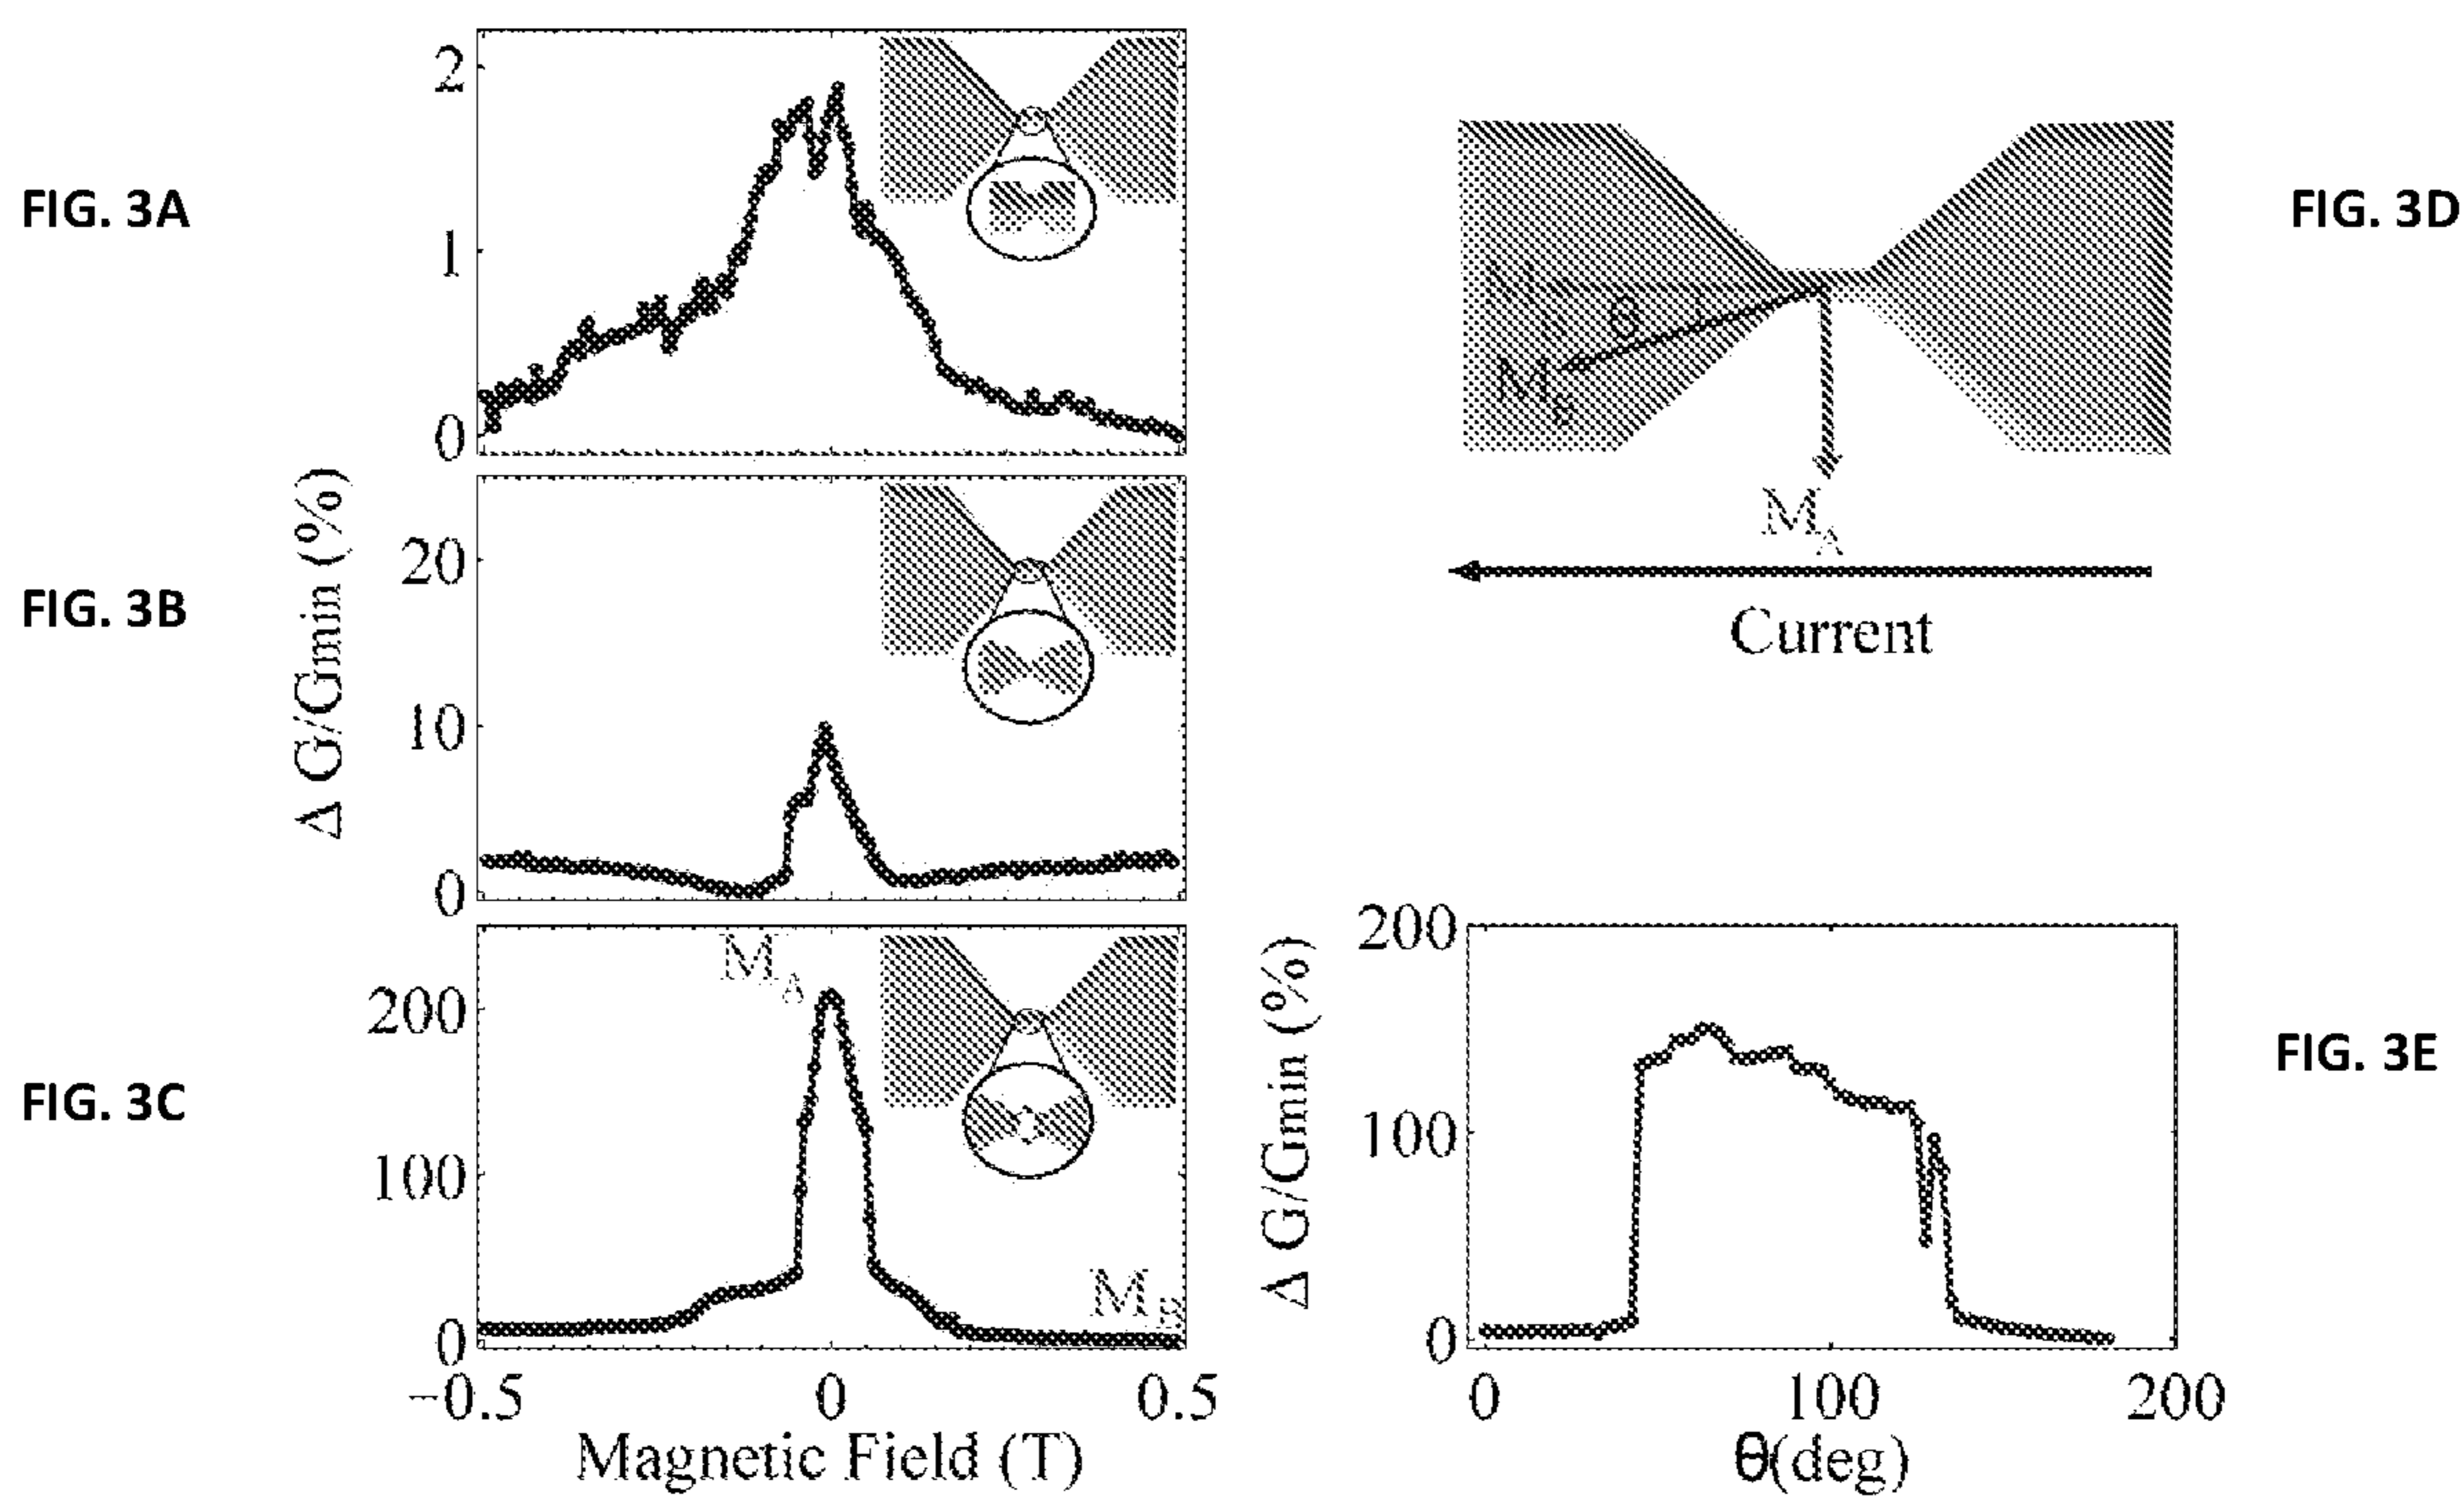 FIG. 3A
2
1
0
FIG. 3B
Δ G/Gmin (%)
20
10
0
FIG. 3C
200
100
0
M_A
M_B
−0.5 0 0.5
Magnetic Field (T)
FIG. 3D
θ
M_A
Current
FIG. 3E
Δ G/Gmin (%)
200
100
0
0 100 200
θ(deg)